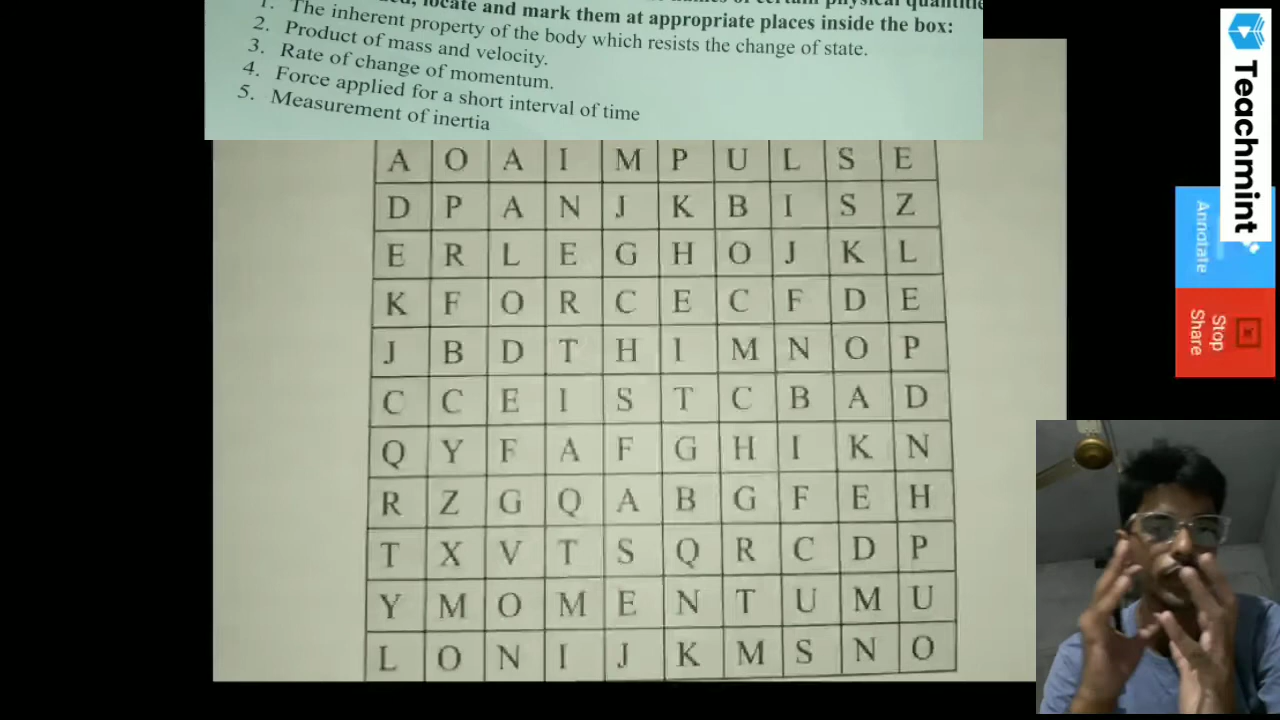 locate and mark them at appropriate places inside the box:
1. The inherent property of the body which resists the change of state.
2. Product of mass and velocity.
3. Rate of change of momentum.
4. Force applied for a short interval of time
5. Measurement of inertia
A O A I M P U L S E
D P A N J K B I S Z
E R L E G H O J K L
K F O R C E C F D E
J B D T H I M N O P
C C E I S T C B A D
Q Y F A F G H I K N
R Z G Q A B G F E H
T X V T S Q R C D P
Y M O M E N T U M U
L O N I J K M S N O
Teachmint
Annotate
Stop
Share